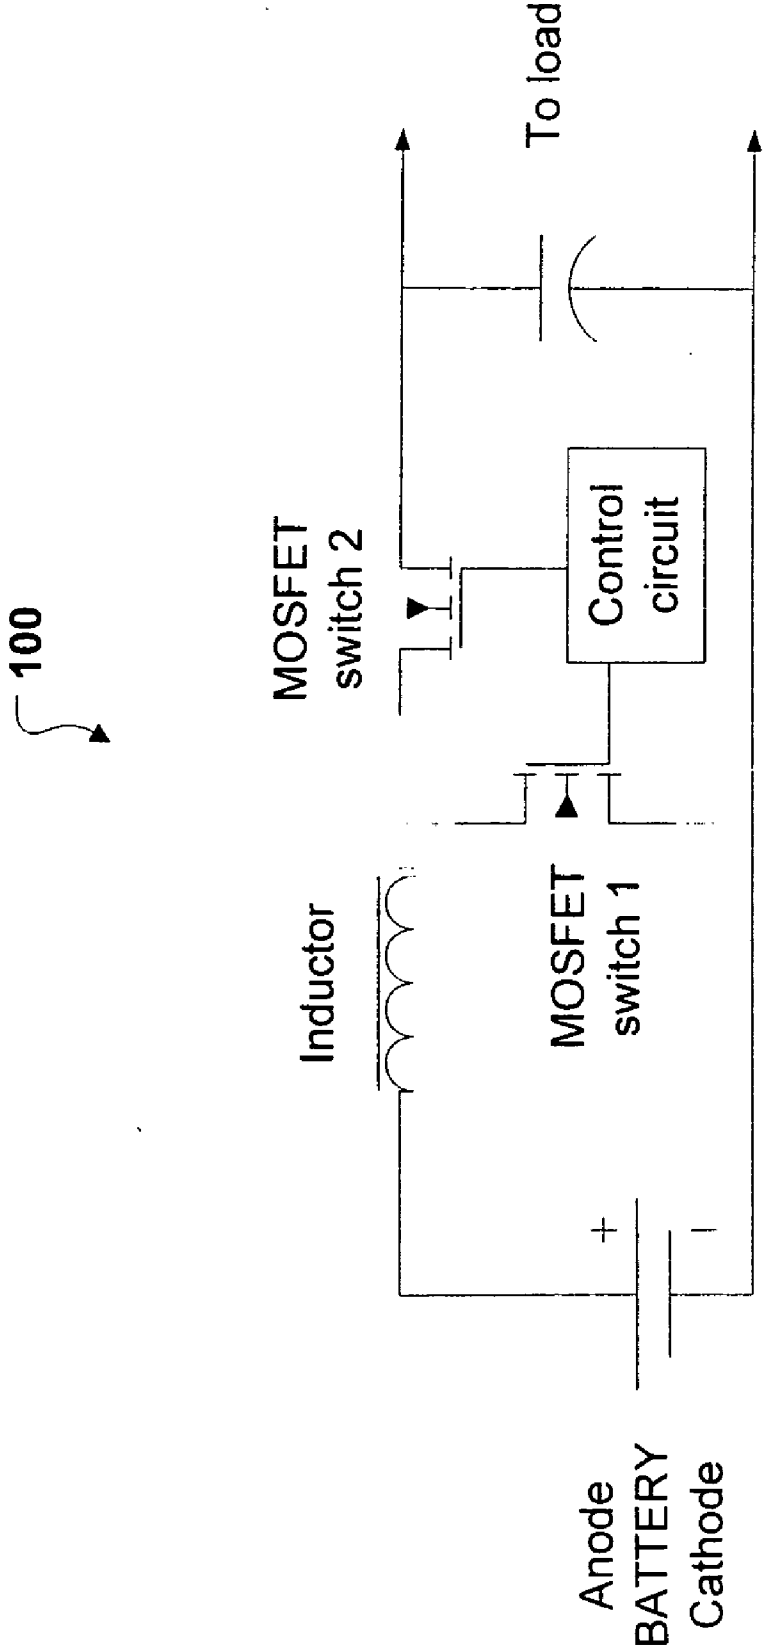 100
MOSFET
switch 2
To load
Inductor
Control
circuit
MOSFET
switch 1
+
−
Anode
BATTERY
Cathode